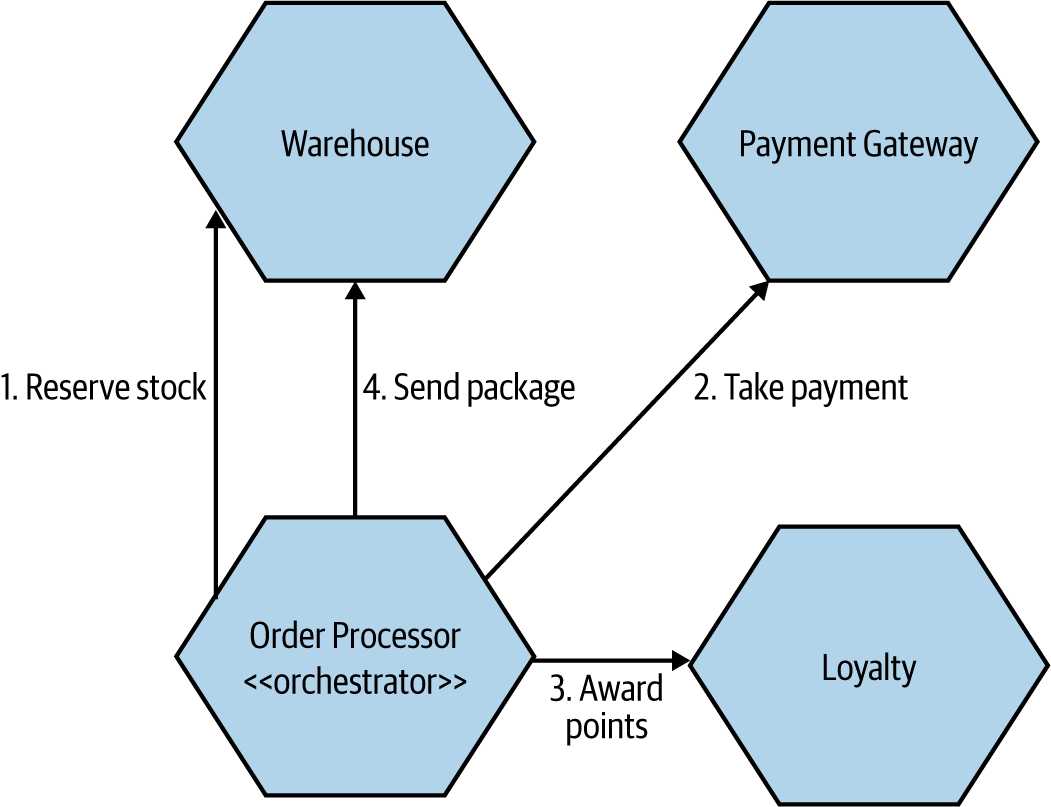 Warehouse
Payment Gateway
1. Reserve stock
4. Send package
2. Take payment
Order Processor
<<orchestrator>>
3. Award
points
Loyalty